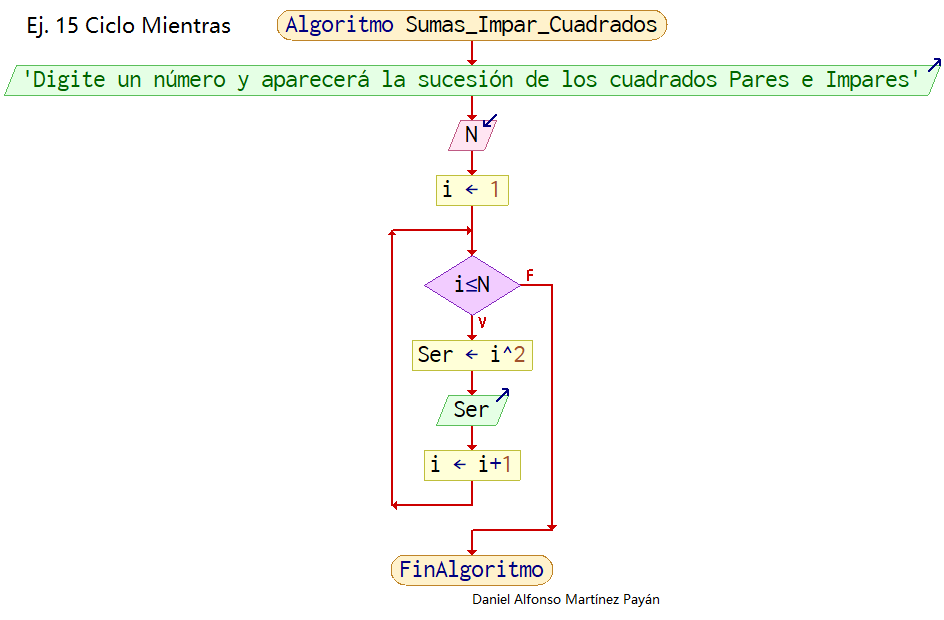 Ej. 15 Ciclo Mientras
Algoritmo Sumas_Impar_Cuadrados
'Digite un número y aparecerá la sucesión de los cuadrados Pares e Impares'
N
i ← 1
i≤N
F
V
Ser ← i^2
Ser
i ← i+1
FinAlgoritmo
Daniel Alfonso Martínez Payán